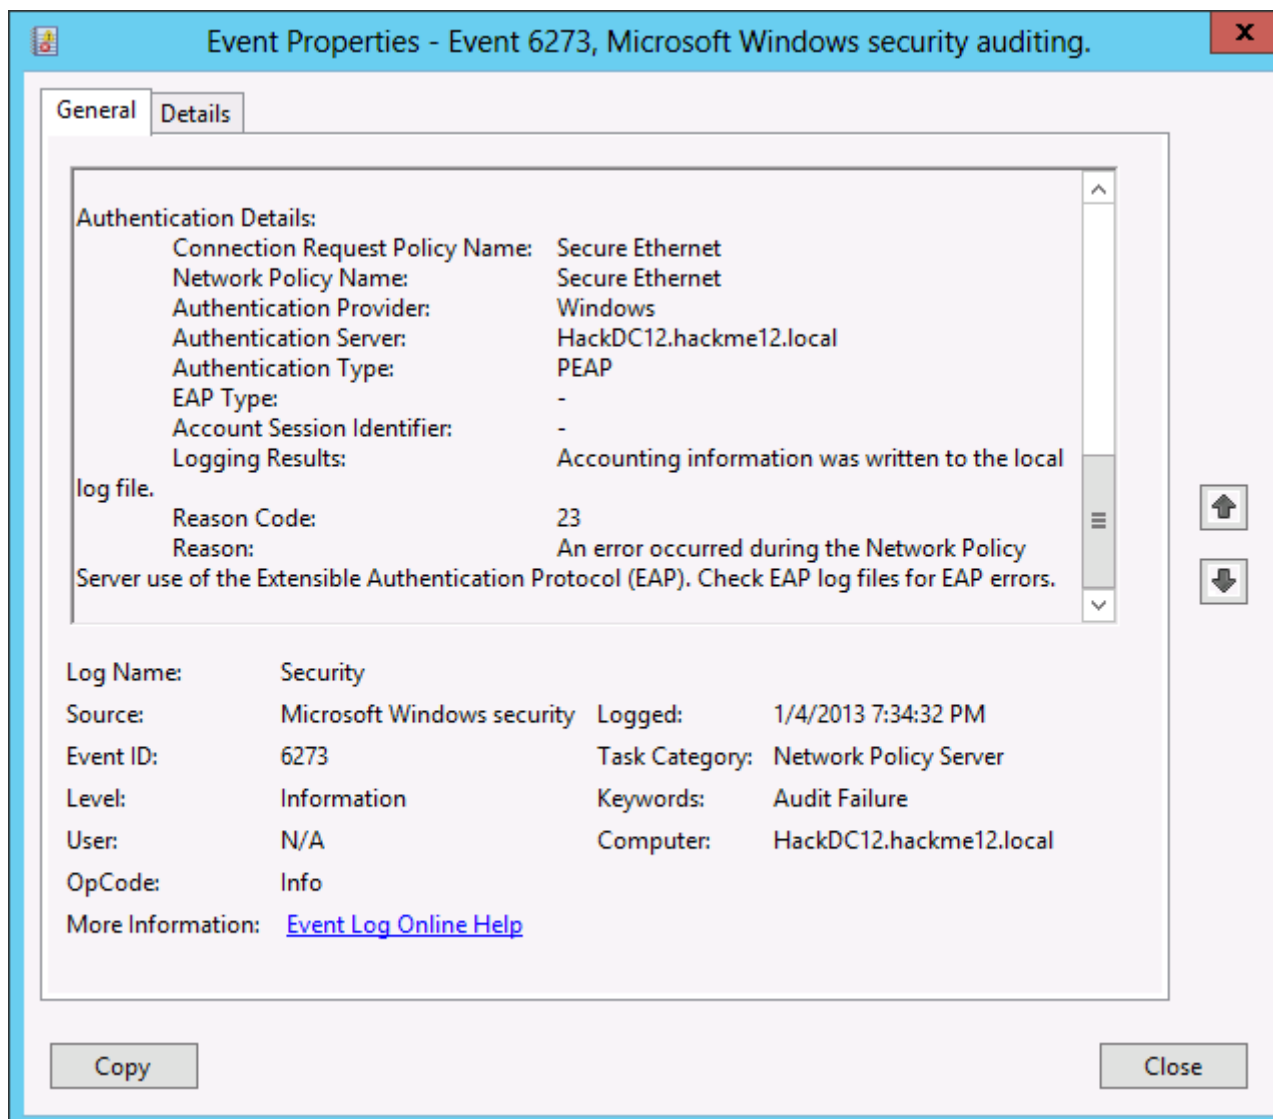 Event Properties - Event 6273, Microsoft Windows security auditing.
x
General Details
Authentication Details:
Connection Request Policy Name: Secure Ethernet
Network Policy Name: Secure Ethernet
Authentication Provider: Windows
Authentication Server: HackDC12.hackme12.local
Authentication Type: PEAP
EAP Type: -
Account Session Identifier: -
Logging Results: Accounting information was written to the local
log file.
Reason Code: 23
Reason: An error occurred during the Network Policy
Server use of the Extensible Authentication Protocol (EAP). Check EAP log files for EAP errors.
Log Name: Security
Source: Microsoft Windows security Logged: 1/4/2013 7:34:32 PM
Event ID: 6273 Task Category: Network Policy Server
Level: Information Keywords: Audit Failure
User: N/A Computer: HackDC12.hackme12.local
OpCode: Info
More Information: Event Log Online Help
Copy Close